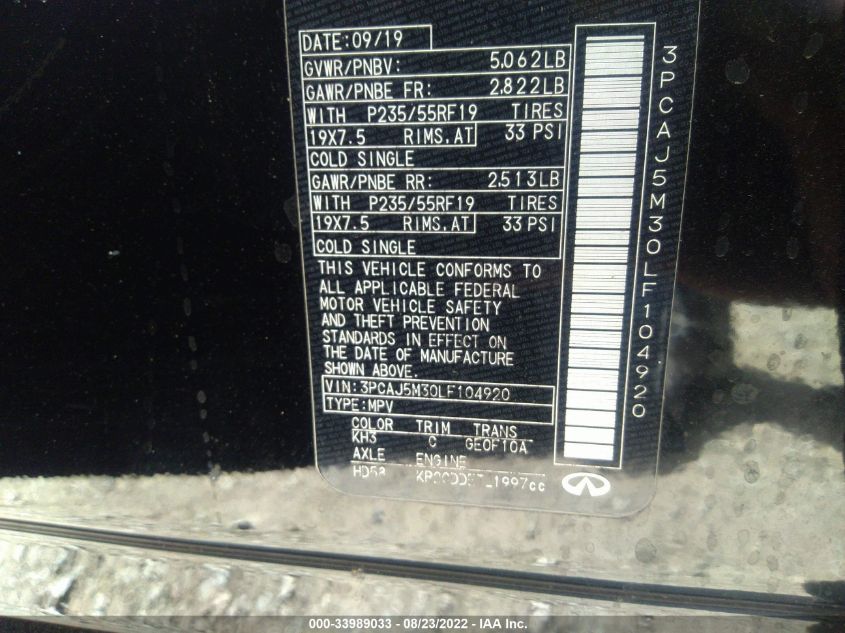 DATE:09/19
GVWR/PNBV: 5.062LB
GAWR/PNBE FR: 2.822LB
WITH P235/55RF19 TIRES
19X7.5 RIMS.AT 33 PSI
COLD SINGLE
GAWR/PNBE RR: 2.513LB
WITH P235/55RF19 TIRES
19X7.5 RIMS.AT 33 PSI
COLD SINGLE
THIS VEHICLE CONFORMS TO
ALL APPLICABLE FEDERAL
MOTOR VEHICLE SAFETY
AND THEFT PREVENTION
STANDARDS IN EFFECT ON
THE DATE OF MANUFACTURE
SHOWN ABOVE.
VIN:3PCAJ5M30LF104920
TYPE:MPV
COLOR TRIM TRANS
KH3 C GE0F10A
AXLE ENGINE
HD58 1997cc
3PCAJ5M30LF104920
000-33989033 - 08/23/2022 - IAA Inc.